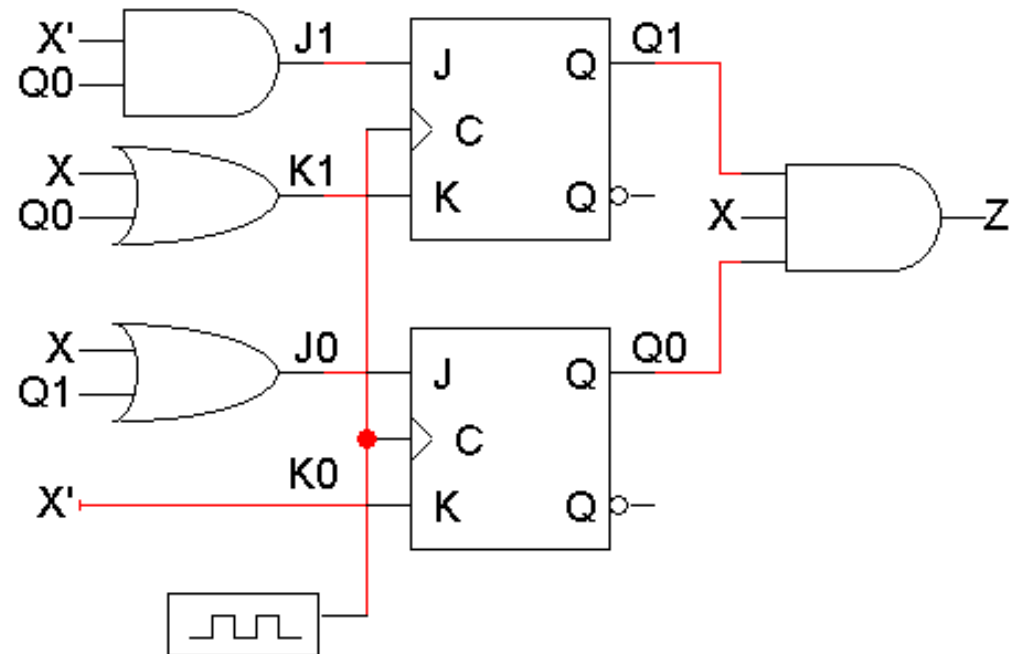 X' J1 J Q Q1
Q0
C
X K1 K Q X Z
Q0
X J0 J Q Q0
Q1
C
X' K0 K Q